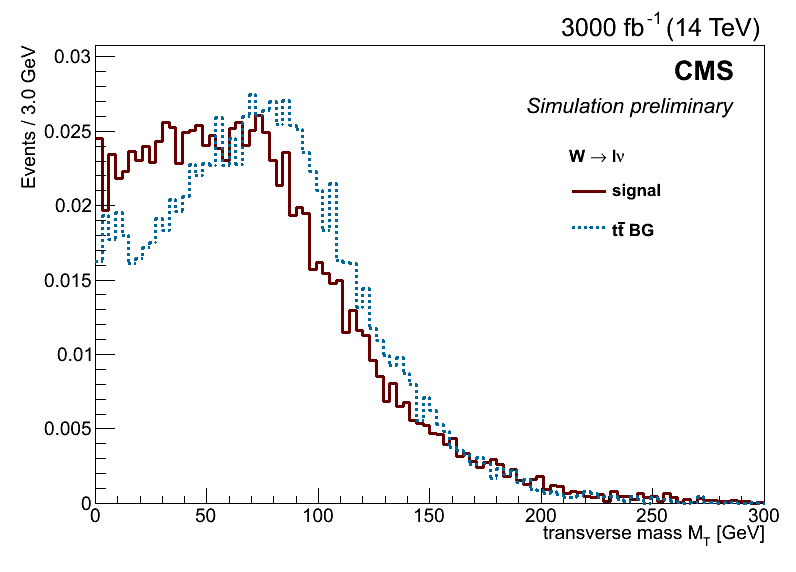 3000 fb⁻¹ (14 TeV)
Events / 3.0 GeV
CMS
Simulation preliminary
W → lν
signal
tt̄ BG
0.03
0.025
0.02
0.015
0.01
0.005
0
0 50 100 150 200 250 300
transverse mass M_T [GeV]